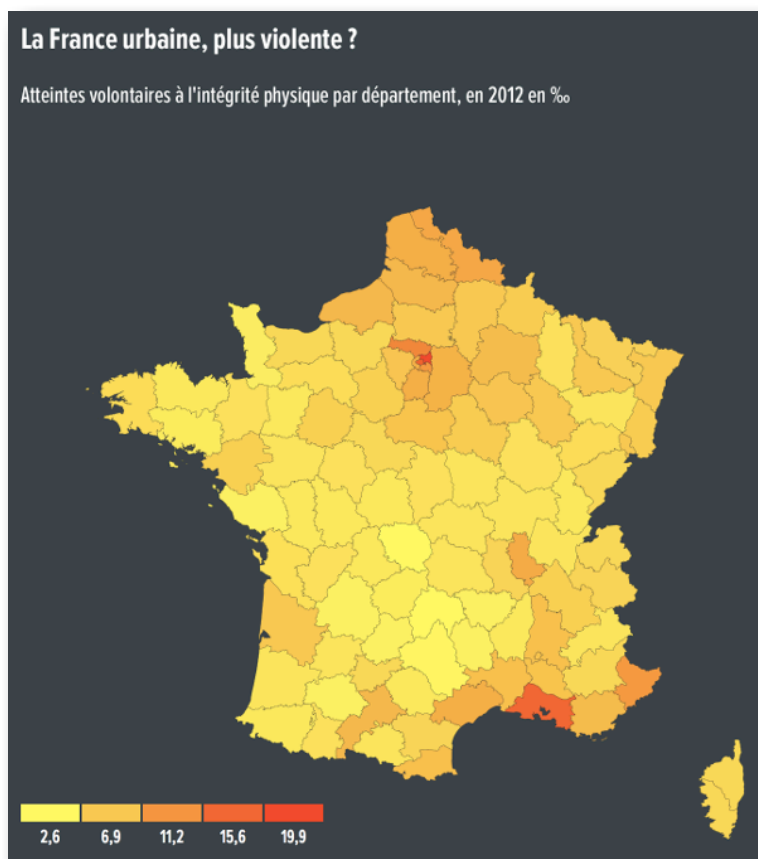 La France urbaine, plus violente ?
Atteintes volontaires à l'intégrité physique par département, en 2012 en ‰
2,6 6,9 11,2 15,6 19,9